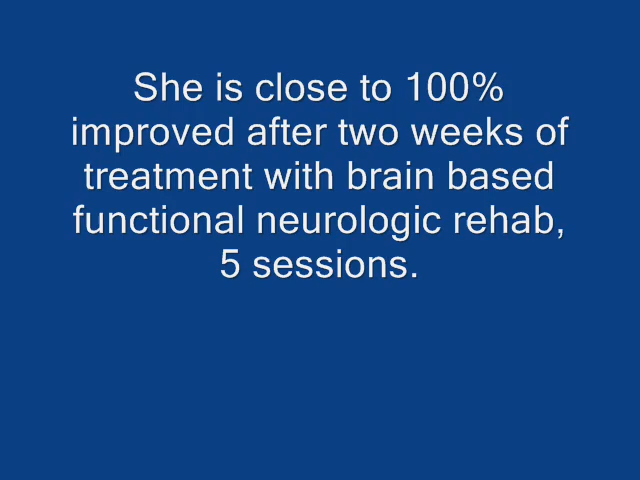 She is close to 100%
improved after two weeks of
treatment with brain based
functional neurologic rehab,
5 sessions.